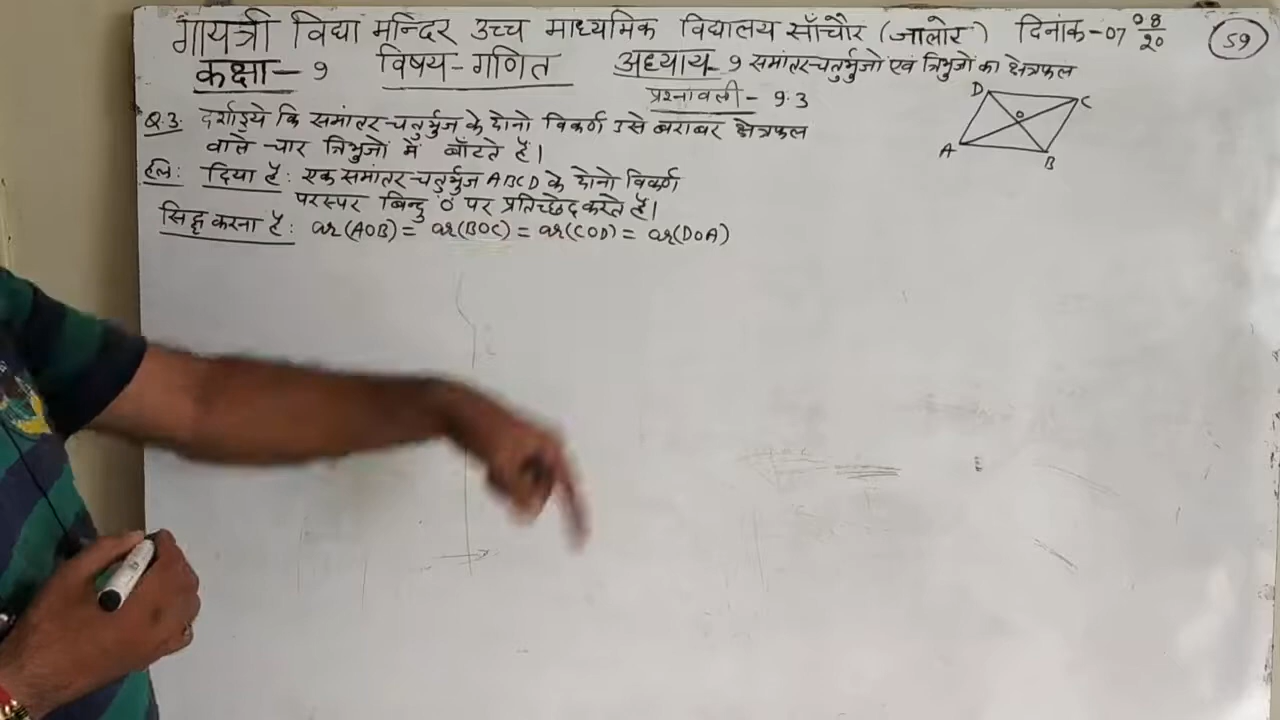 गायत्री विद्या मन्दिर उच्च माध्यमिक विद्यालय साँचौर (जालोर) दिनांक-07 08/20
59
कक्षा-9 विषय-गणित अध्याय-9 समांतर-चतुर्भुजो एवं त्रिभुजों का क्षेत्रफल
प्रश्नावली-9.3
Q.3. दर्शाइये कि समांतर-चतुर्भुज के दोनो विकर्ण उसे बराबर क्षेत्रफल
वाले चार त्रिभुजों में बाँटते हैं।
हल: दिया है: एक समांतर-चतुर्भुज ABCD के दोनो विकर्ण
परस्पर बिन्दु O पर प्रतिच्छेद करते हैं।
सिद्ध करना है: ar(AOB) = ar(BOC) = ar(COD) = ar(DOA)
D
C
O
A
B